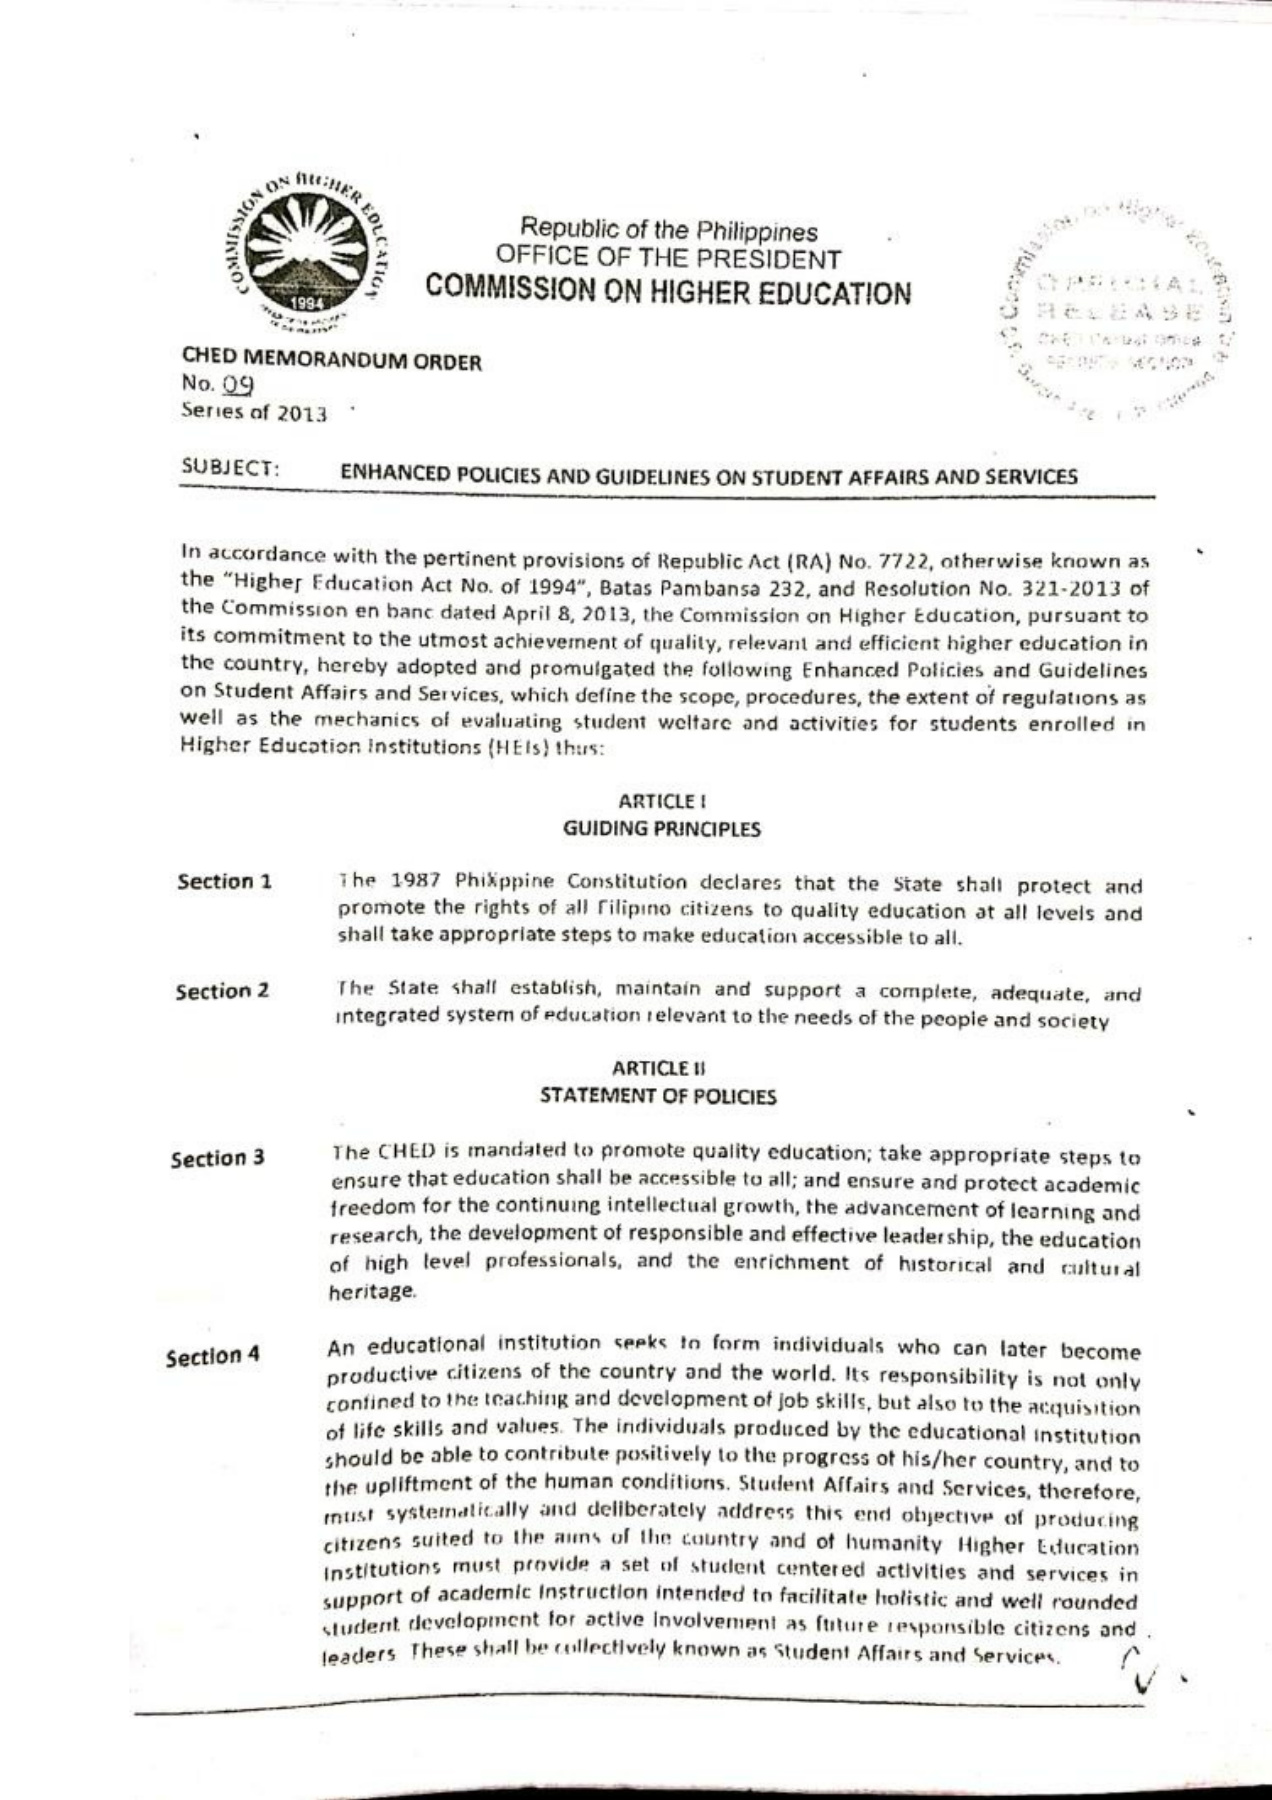 COMMISSION ON HIGHER EDUCATION
1994
Republic of the Philippines
OFFICE OF THE PRESIDENT
COMMISSION ON HIGHER EDUCATION
OFFICIAL
RELEASE
CHED Central Office
RECORDS SECTION
CHED MEMORANDUM ORDER
No. 09
Series of 2013
SUBJECT: ENHANCED POLICIES AND GUIDELINES ON STUDENT AFFAIRS AND SERVICES
In accordance with the pertinent provisions of Republic Act (RA) No. 7722, otherwise known as
the "Higher Education Act No. of 1994", Batas Pambansa 232, and Resolution No. 321-2013 of
the Commission en banc dated April 8, 2013, the Commission on Higher Education, pursuant to
its commitment to the utmost achievement of quality, relevant and efficient higher education in
the country, hereby adopted and promulgated the following Enhanced Policies and Guidelines
on Student Affairs and Services, which define the scope, procedures, the extent of regulations as
well as the mechanics of evaluating student welfare and activities for students enrolled in
Higher Education Institutions (HEIs) thus:
ARTICLE I
GUIDING PRINCIPLES
Section 1 The 1987 Philippine Constitution declares that the State shall protect and
promote the rights of all Filipino citizens to quality education at all levels and
shall take appropriate steps to make education accessible to all.
Section 2 The State shall establish, maintain and support a complete, adequate, and
integrated system of education relevant to the needs of the people and society
ARTICLE II
STATEMENT OF POLICIES
Section 3 The CHED is mandated to promote quality education; take appropriate steps to
ensure that education shall be accessible to all; and ensure and protect academic
freedom for the continuing intellectual growth, the advancement of learning and
research, the development of responsible and effective leadership, the education
of high level professionals, and the enrichment of historical and cultural
heritage.
Section 4 An educational institution seeks to form individuals who can later become
productive citizens of the country and the world. Its responsibility is not only
confined to the teaching and development of job skills, but also to the acquisition
of life skills and values. The individuals produced by the educational institution
should be able to contribute positively to the progress of his/her country, and to
the upliftment of the human conditions. Student Affairs and Services, therefore,
must systematically and deliberately address this end objective of producing
citizens suited to the aims of the country and of humanity Higher Education
Institutions must provide a set of student centered activities and services in
support of academic instruction intended to facilitate holistic and well rounded
student development for active involvement as future responsible citizens and
leaders These shall be collectively known as Student Affairs and Services.